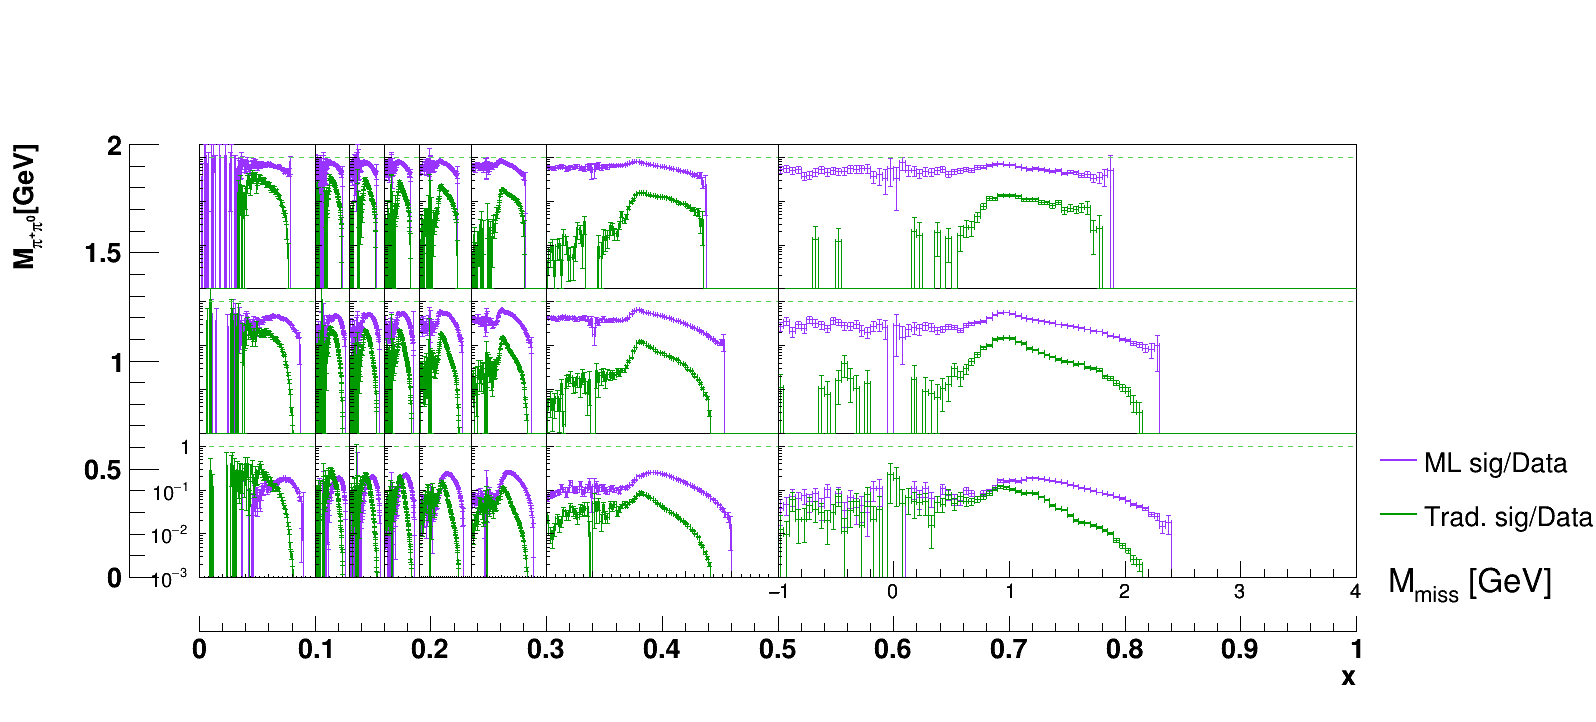 M π⁺π⁰ [GeV]
2
1.5
1
0.5
0
1
10⁻¹
10⁻²
10⁻³
ML sig/Data
Trad. sig/Data
−1 0 1 2 3 4
M miss [GeV]
0 0.1 0.2 0.3 0.4 0.5 0.6 0.7 0.8 0.9 1
x